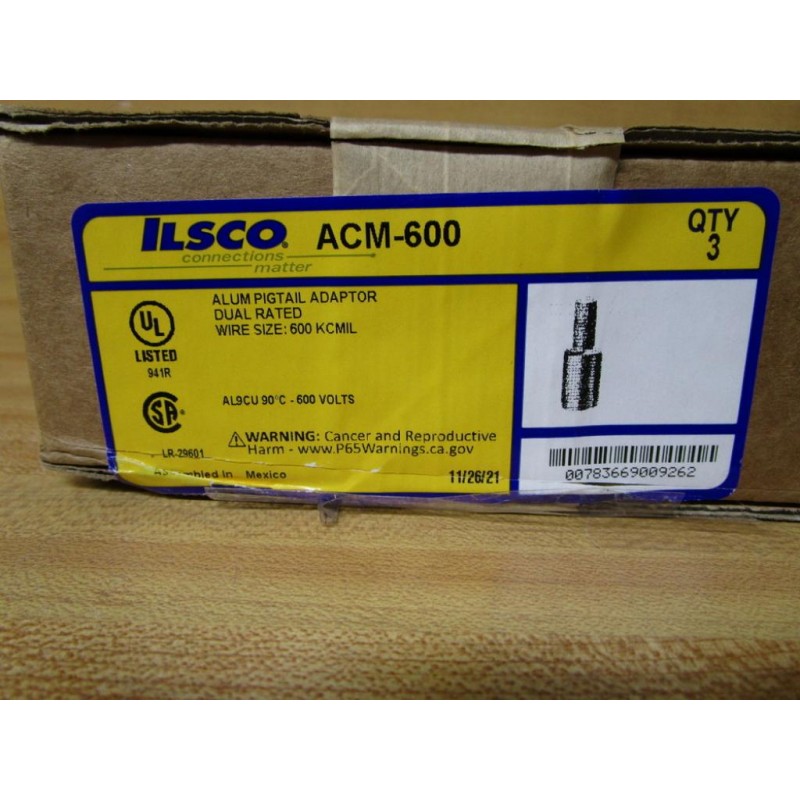 ILSCO. ACM-600
connections
matter
QTY
3
ALUM PIGTAIL ADAPTOR
DUAL RATED
WIRE SIZE: 600 KCMIL
UL
LISTED
941R
AL9CU 90°C - 600 VOLTS
SA
LR-29601
WARNING: Cancer and Reproductive
Harm - www.P65Warnings.ca.gov
Mexico
11/26/21
00783669009262